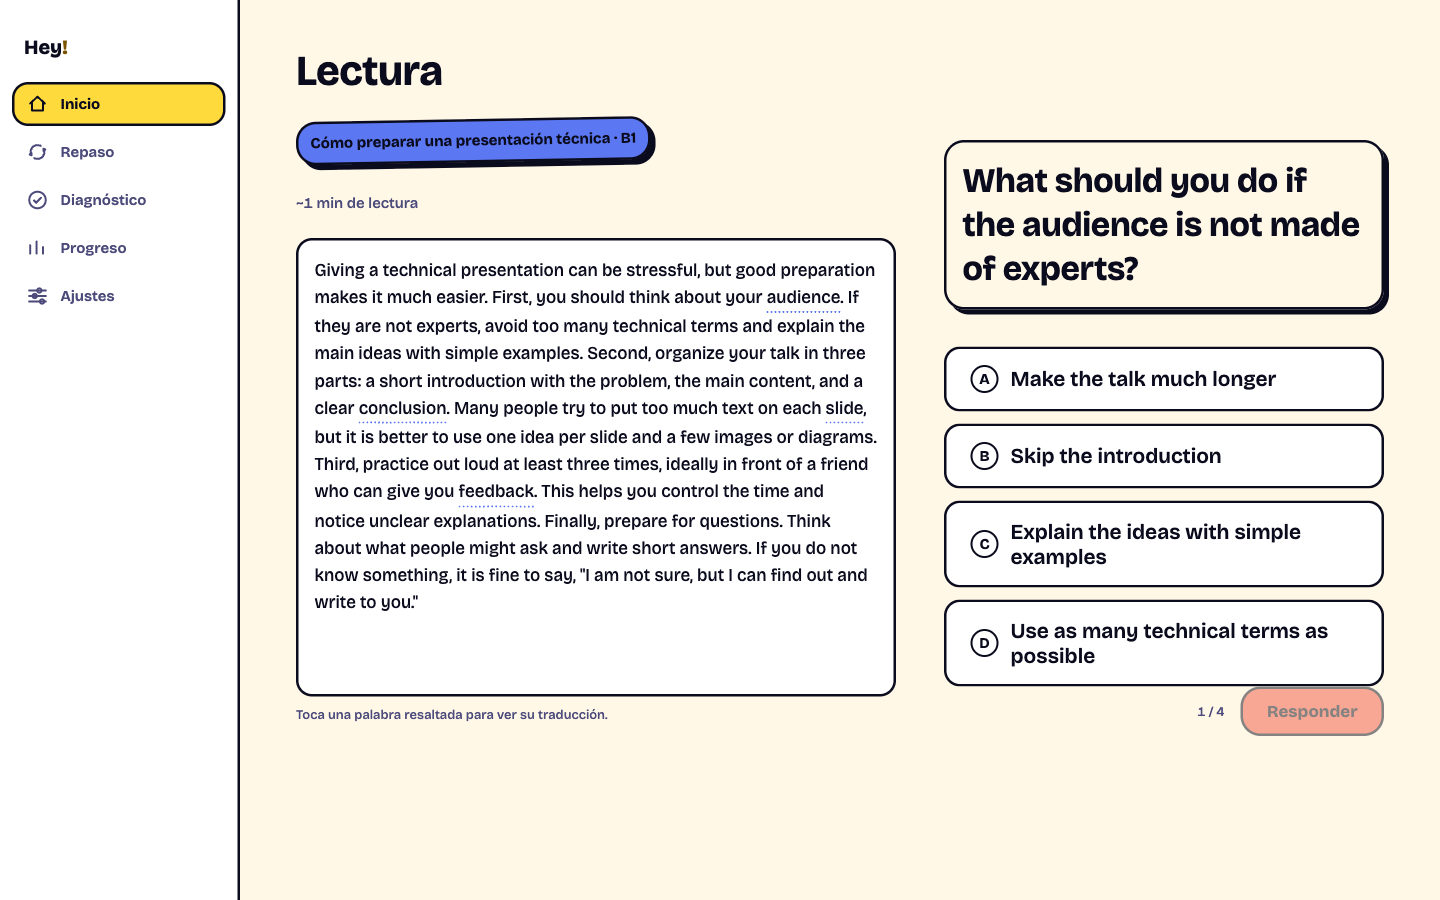 Hey!
Inicio
Repaso
Diagnóstico
Progreso
Ajustes
Lectura
Cómo preparar una presentación técnica · B1
~1 min de lectura
Giving a technical presentation can be stressful, but good preparation
makes it much easier. First, you should think about your audience. If
they are not experts, avoid too many technical terms and explain the
main ideas with simple examples. Second, organize your talk in three
parts: a short introduction with the problem, the main content, and a
clear conclusion. Many people try to put too much text on each slide,
but it is better to use one idea per slide and a few images or diagrams.
Third, practice out loud at least three times, ideally in front of a friend
who can give you feedback. This helps you control the time and
notice unclear explanations. Finally, prepare for questions. Think
about what people might ask and write short answers. If you do not
know something, it is fine to say, "I am not sure, but I can find out and
write to you."
Toca una palabra resaltada para ver su traducción.
What should you do if
the audience is not made
of experts?
A Make the talk much longer
B Skip the introduction
C Explain the ideas with simple
examples
D Use as many technical terms as
possible
1 / 4
Responder